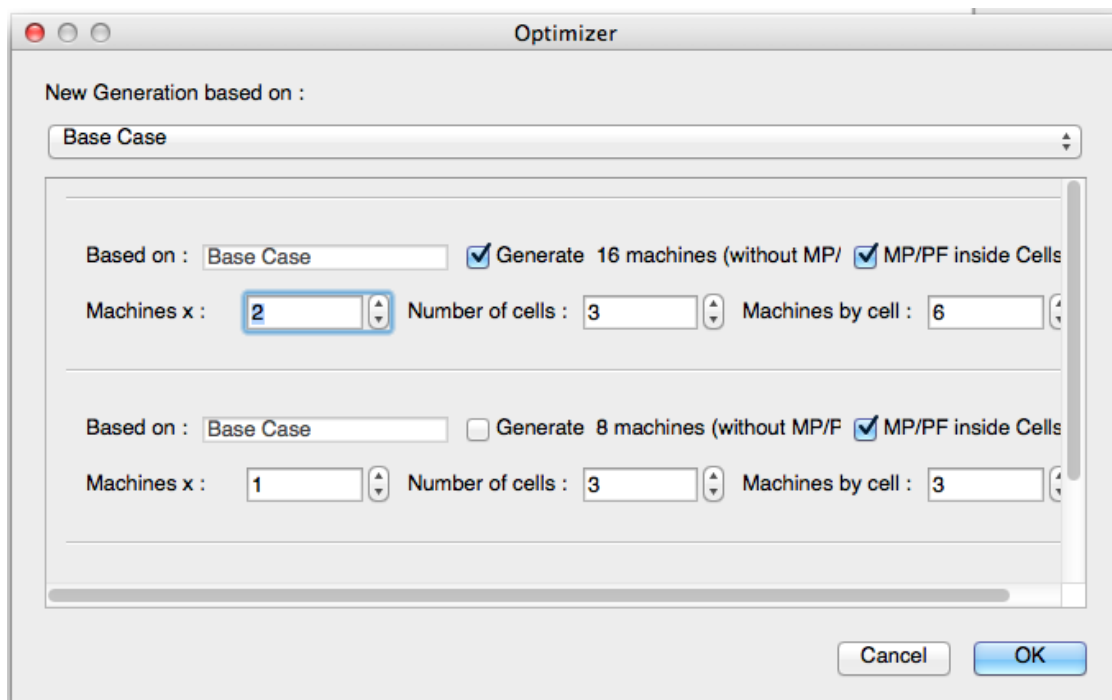 Optimizer
New Generation based on :
Base Case
Based on : Base Case Generate 16 machines (without MP/ MP/PF inside Cells
Machines x : 2 Number of cells : 3 Machines by cell : 6
Based on : Base Case Generate 8 machines (without MP/P MP/PF inside Cells
Machines x : 1 Number of cells : 3 Machines by cell : 3
Cancel OK